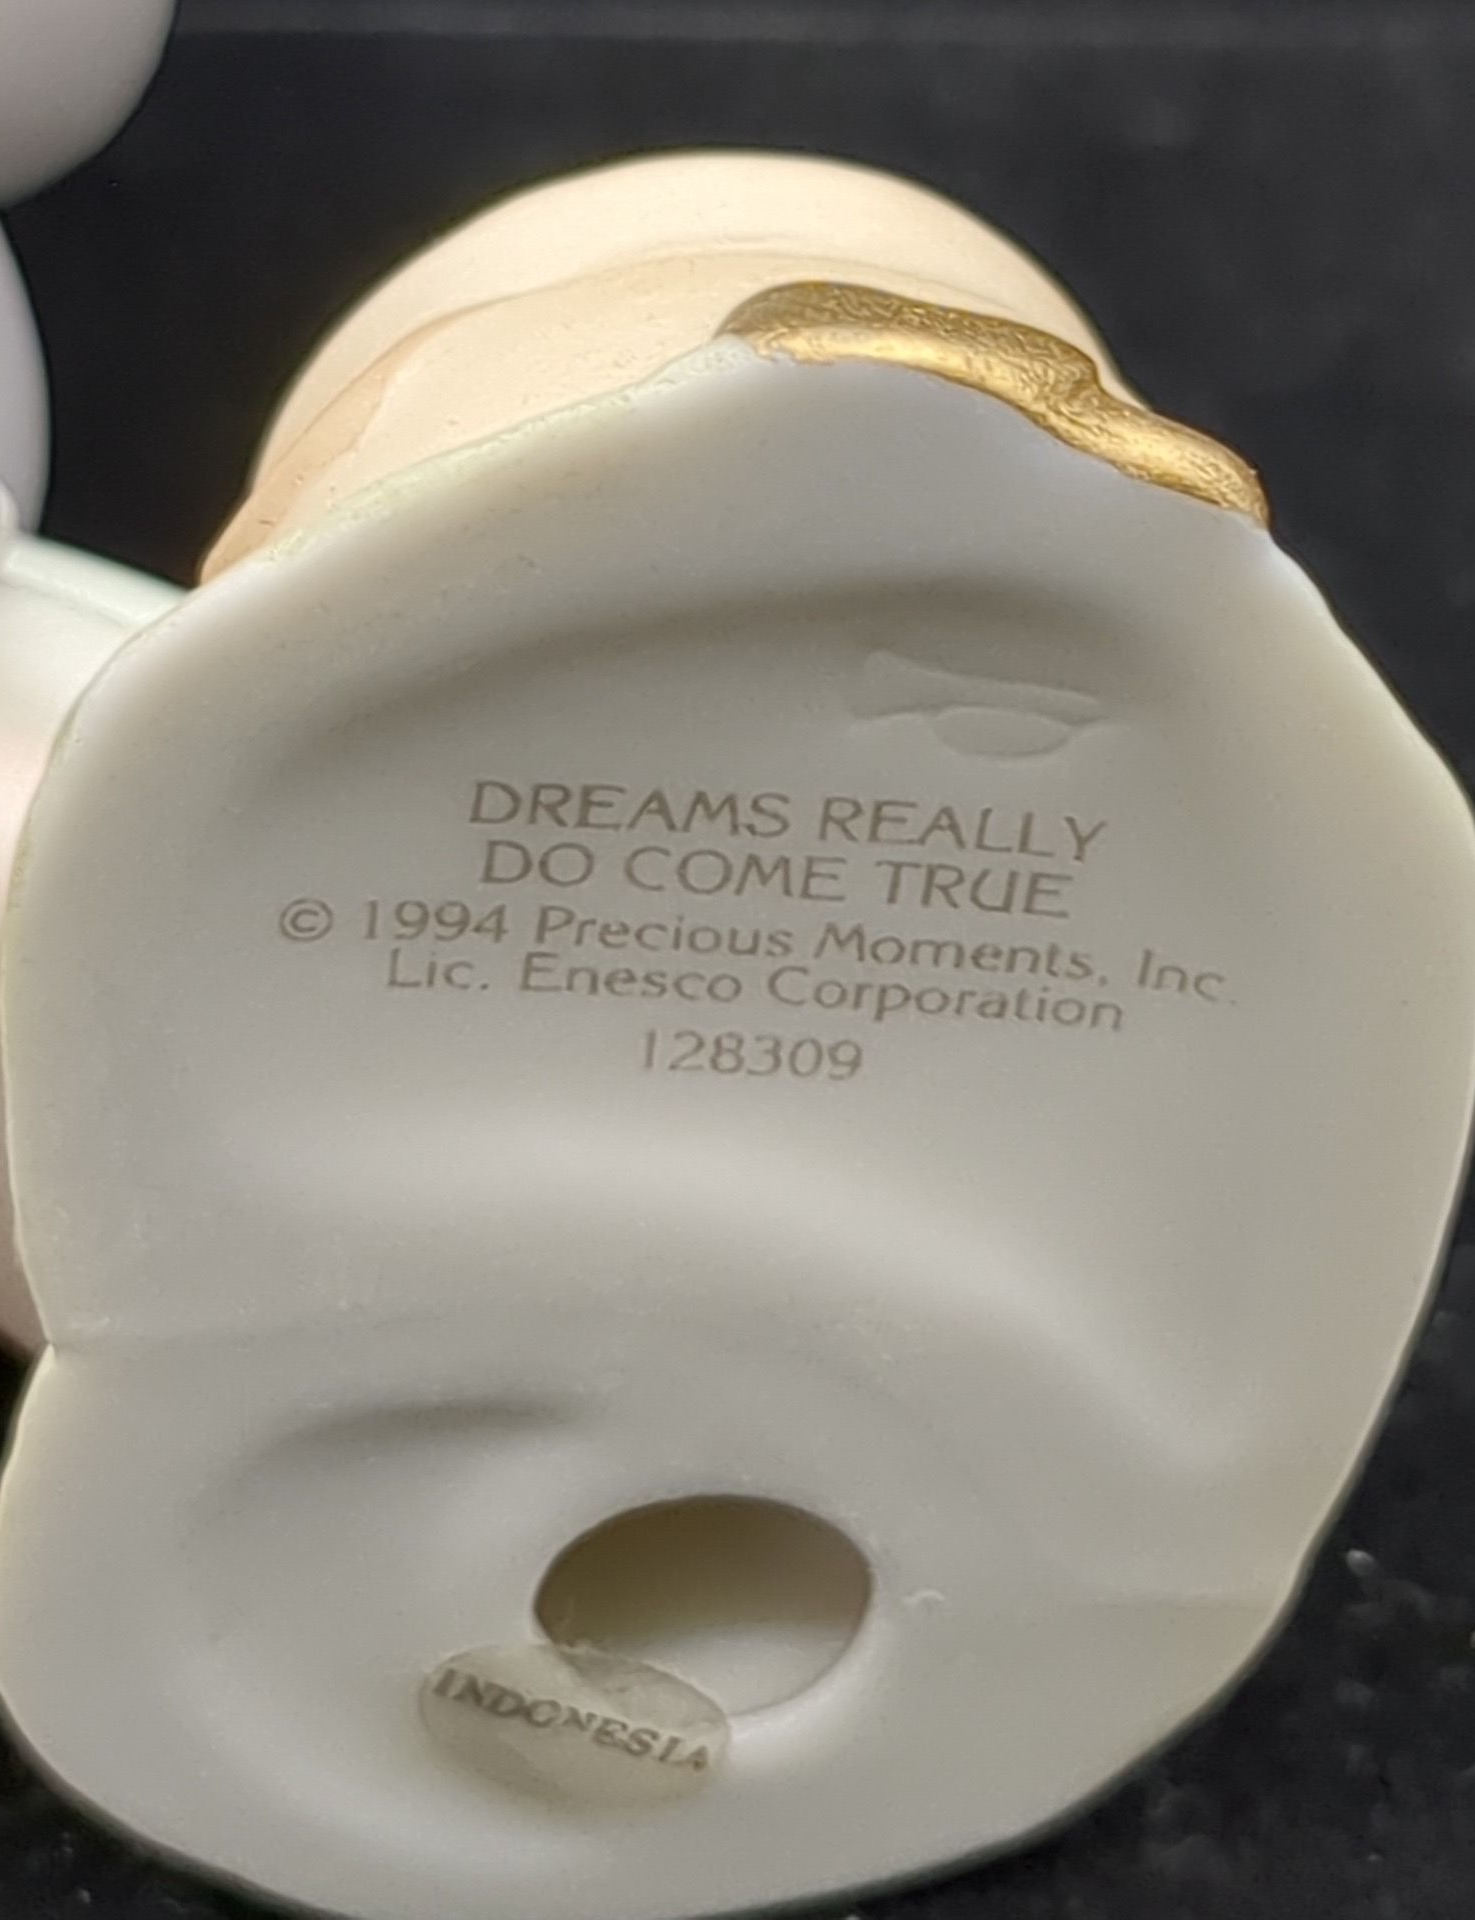 DREAMS REALLY
DO COME TRUE
© 1994 Precious Moments, Inc.
Lic. Enesco Corporation
128309
INDONESIA